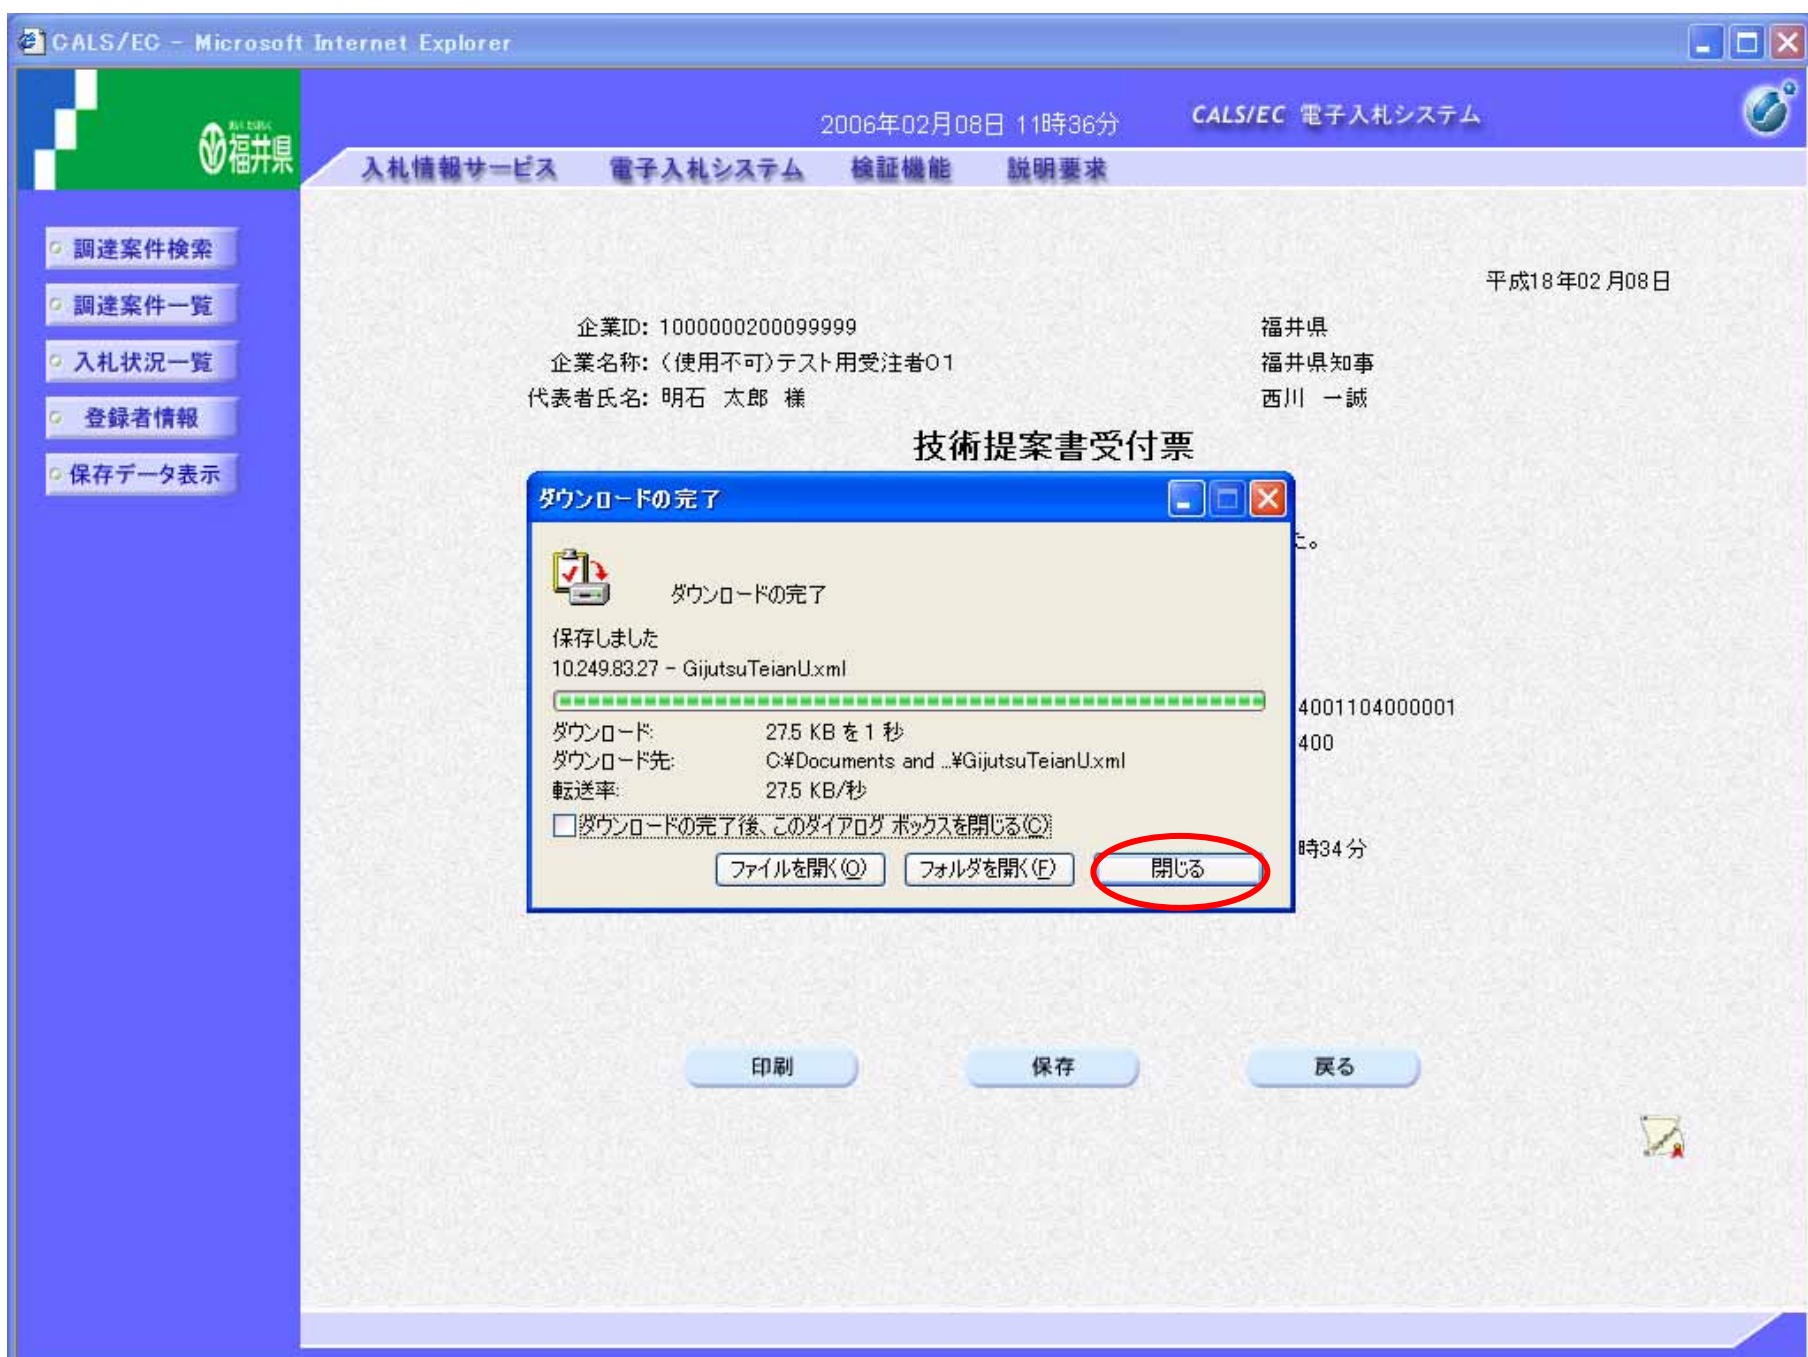 CALS/EC - Microsoft Internet Explorer
福井県
2006年02月08日 11時36分
CALS/EC 電子入札システム
入札情報サービス 電子入札システム 検証機能 説明要求
調達案件検索
調達案件一覧
入札状況一覧
登録者情報
保存データ表示
平成18年02月08日
企業ID: 1000000200099999
福井県
企業名称: (使用不可)テスト用受注者01
福井県知事
代表者氏名: 明石 太郎 様
西川 一誠
技術提案書受付票
ダウンロードの完了
た。
ダウンロードの完了
保存しました
10.249.83.27 - GijutsuTeianU.xml
4001104000001
ダウンロード: 27.5 KB を 1 秒
400
ダウンロード先: C:¥Documents and ...¥GijutsuTeianU.xml
転送率: 27.5 KB/秒
ダウンロードの完了後、このダイアログ ボックスを閉じる(C)
時34分
ファイルを開く(O) フォルダを開く(F) 閉じる
印刷 保存 戻る